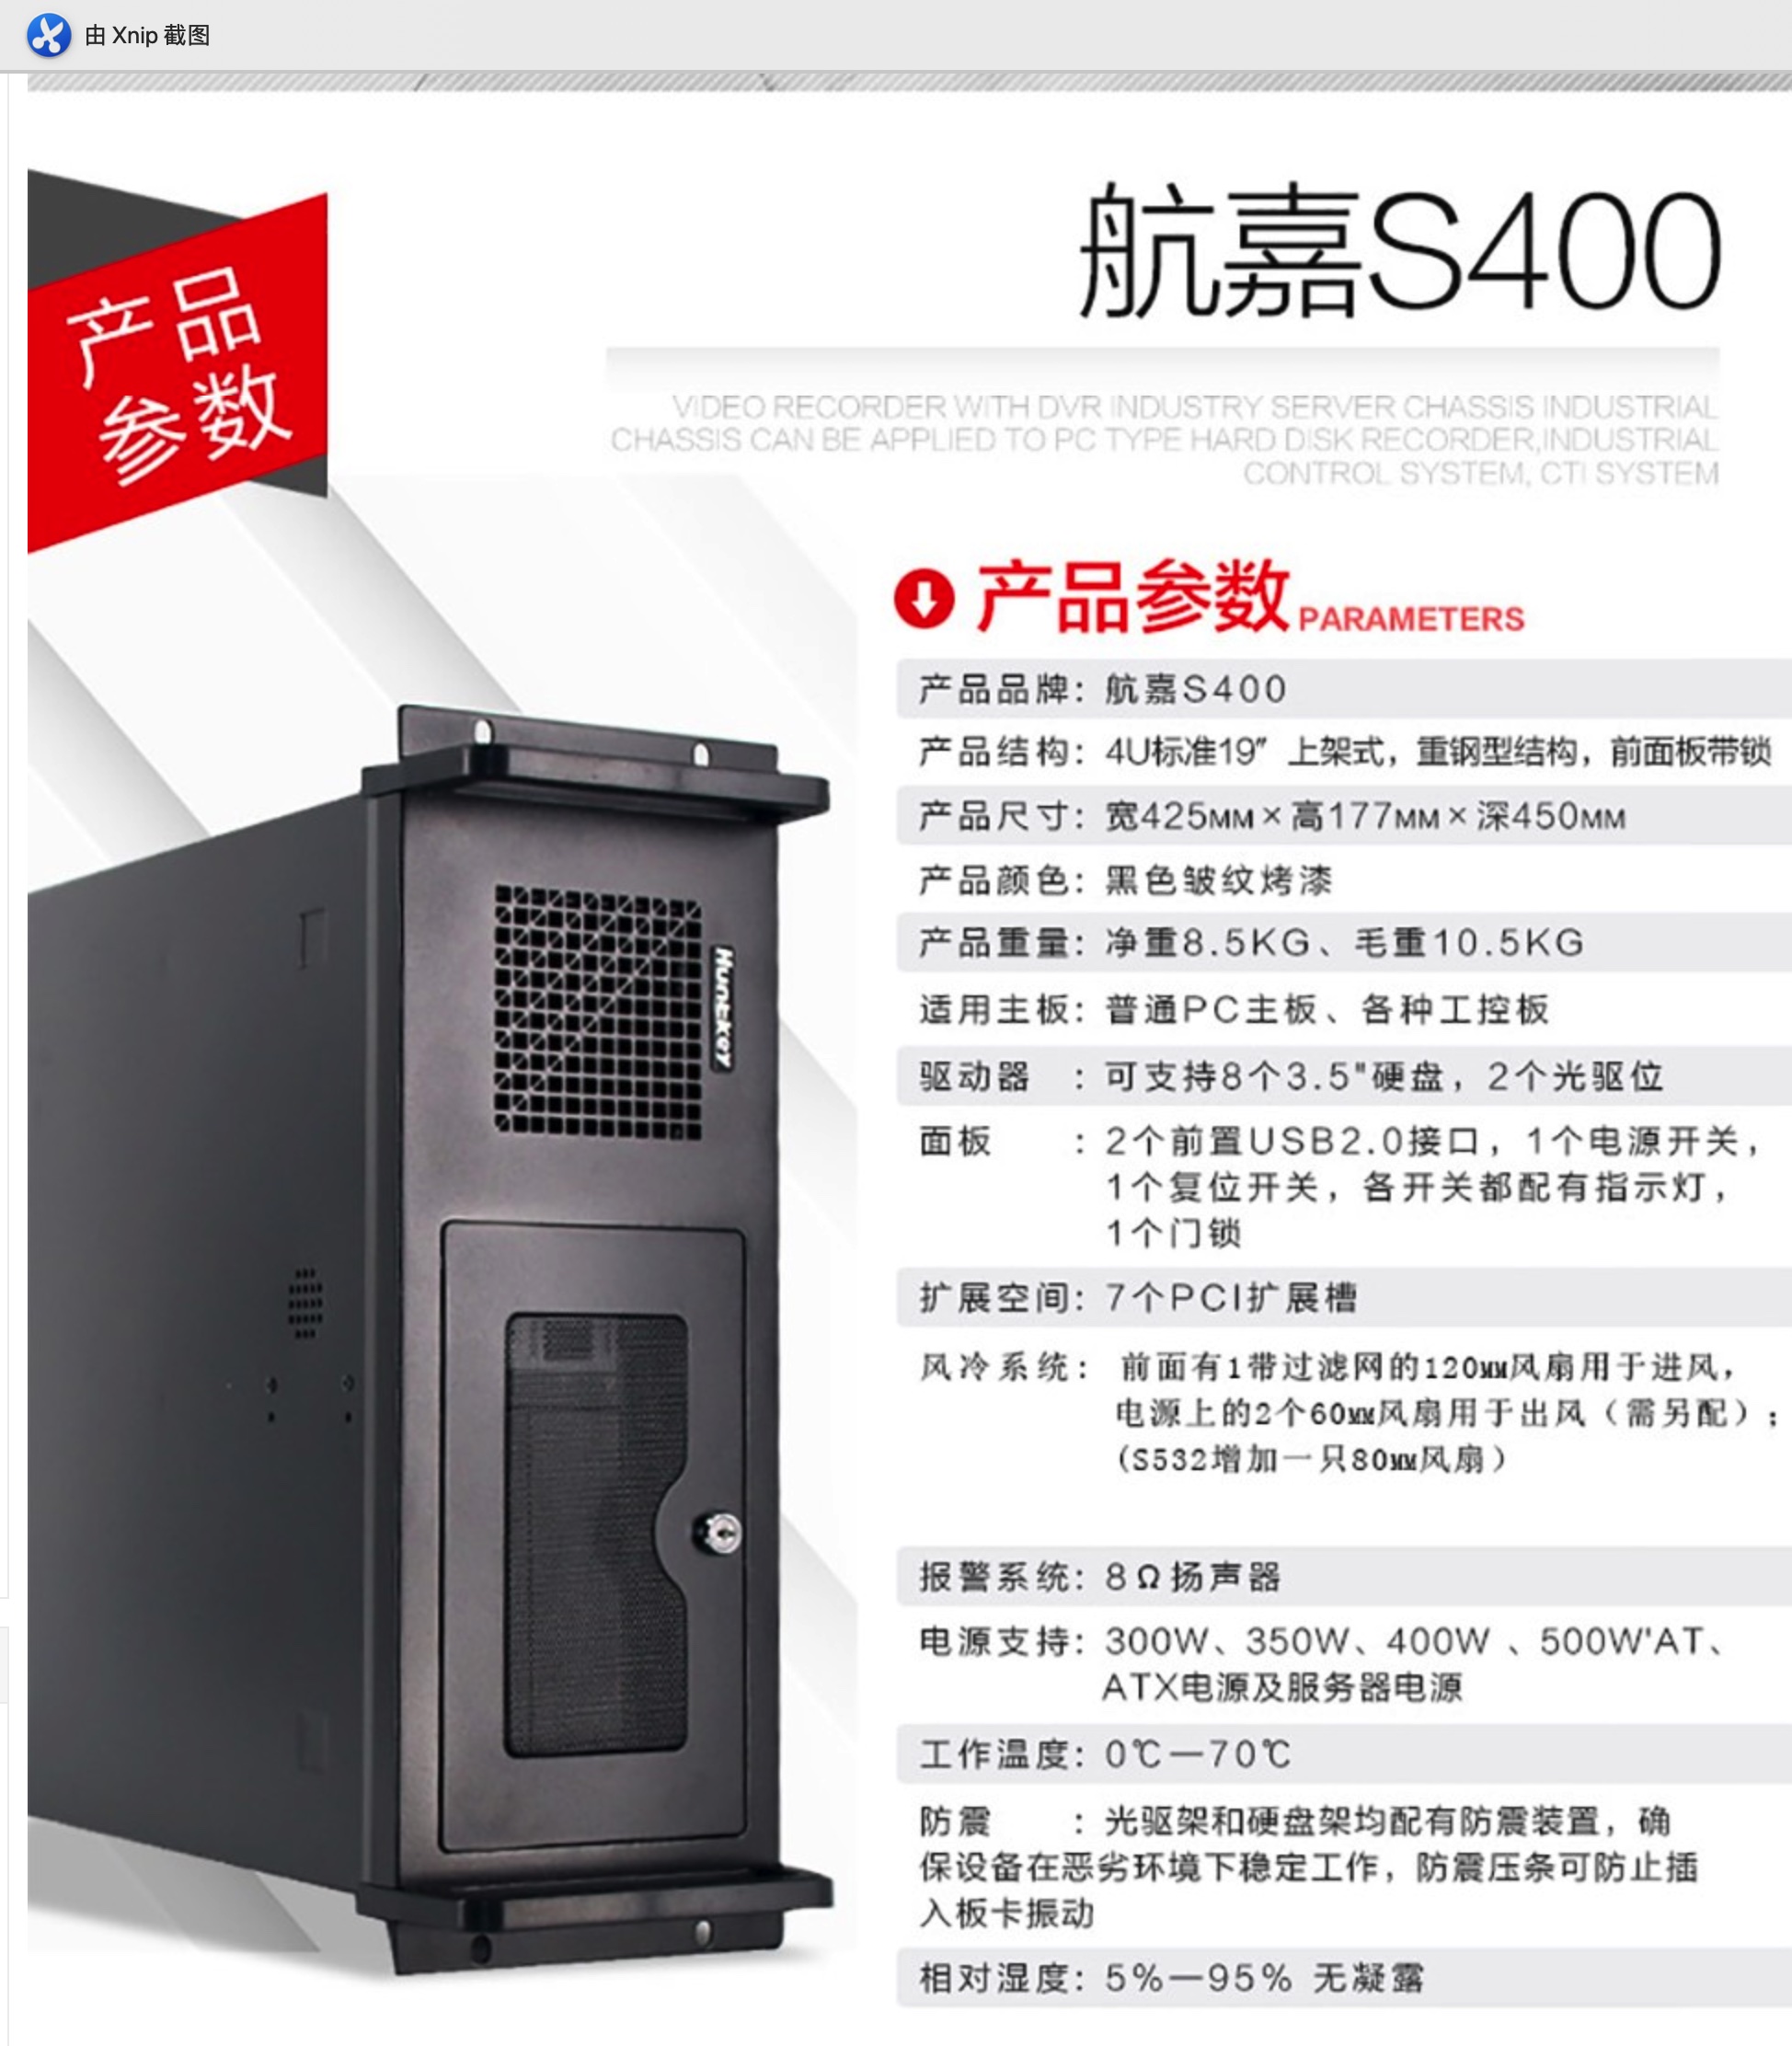 由 Xnip 截图
产品
参数
航嘉S400
VIDEO RECORDER WITH DVR INDUSTRY SERVER CHASSIS INDUSTRIAL
CHASSIS CAN BE APPLIED TO PC TYPE HARD DISK RECORDER,INDUSTRIAL
CONTROL SYSTEM, CTI SYSTEM
产品参数 PARAMETERS
产品品牌：航嘉S400
产品结构：4U标准19″ 上架式，重钢型结构，前面板带锁
产品尺寸：宽425MM×高177MM×深450MM
产品颜色：黑色皱纹烤漆
产品重量：净重8.5KG、毛重10.5KG
适用主板：普通PC主板、各种工控板
驱动器 ：可支持8个3.5"硬盘，2个光驱位
面板 ：2个前置USB2.0接口，1个电源开关，
1个复位开关，各开关都配有指示灯，
1个门锁
扩展空间：7个PCI扩展槽
风冷系统： 前面有1带过滤网的120MM风扇用于进风，
电源上的2个60MM风扇用于出风（需另配）；
(S532增加一只80MM风扇）
报警系统：8Ω扬声器
电源支持：300W、350W、400W 、500W'AT、
ATX电源及服务器电源
工作温度：0℃—70℃
防震 ：光驱架和硬盘架均配有防震装置，确
保设备在恶劣环境下稳定工作，防震压条可防止插
入板卡振动
相对湿度：5%—95% 无凝露
Huntkey